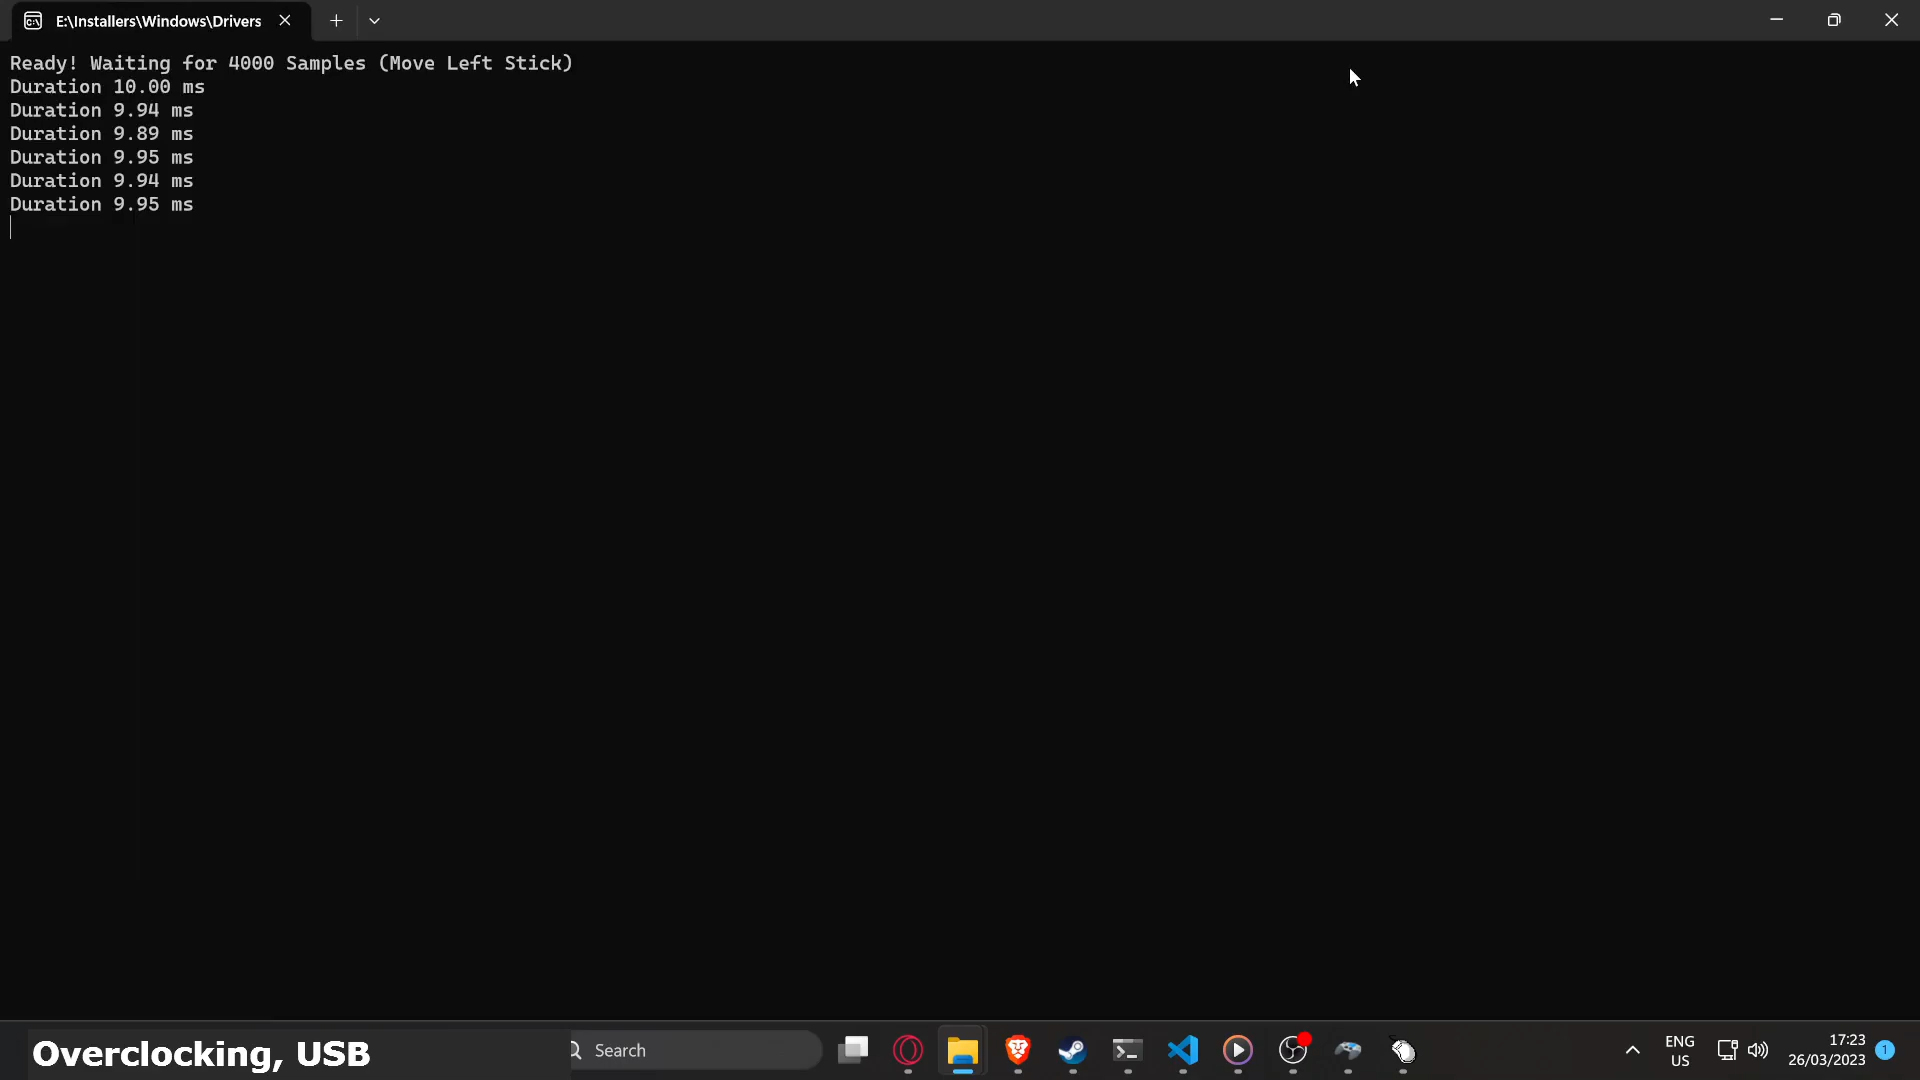 E:\Installers\Windows\Drivers
Ready! Waiting for 4000 Samples (Move Left Stick)
Duration 10.00 ms
Duration 9.94 ms
Duration 9.89 ms
Duration 9.95 ms
Duration 9.94 ms
Duration 9.95 ms
Overclocking, USB
Search
ENG
US
17:23
26/03/2023
1